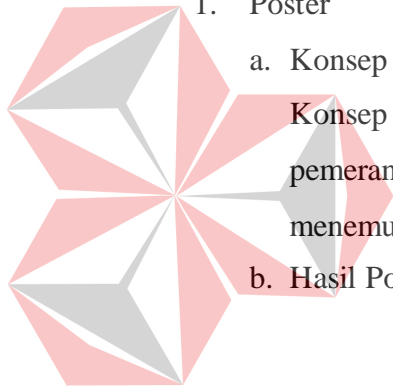 1. Poster
a. Konsep
Konsep
pemeran
menemu
b. Hasil Po